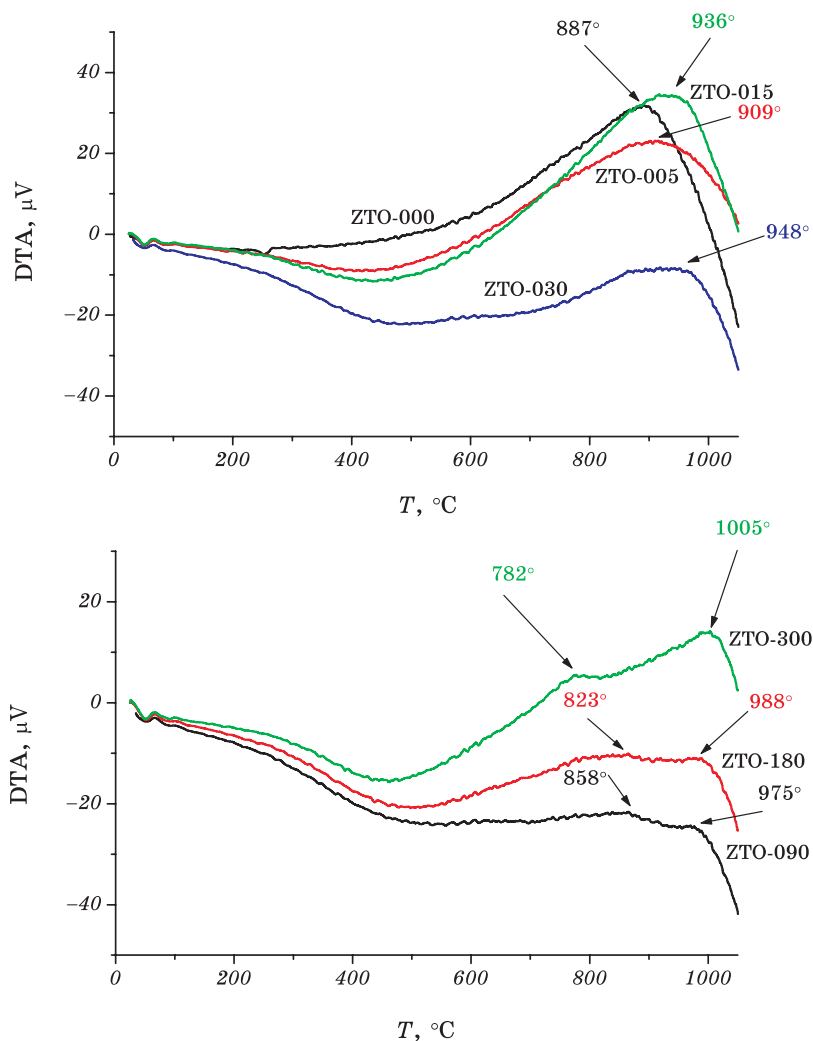 887°
936°
40
ZTO-015
909°
20
ZTO-005
ZTO-000
0
948°
DTA, µV
ZTO-030
−20
−40
0 200 400 600 800 1000
T, °C
1005°
782°
20
ZTO-300
0
823°
988°
DTA, µV
ZTO-180
858°
975°
−20
ZTO-090
−40
0 200 400 600 800 1000
T, °C